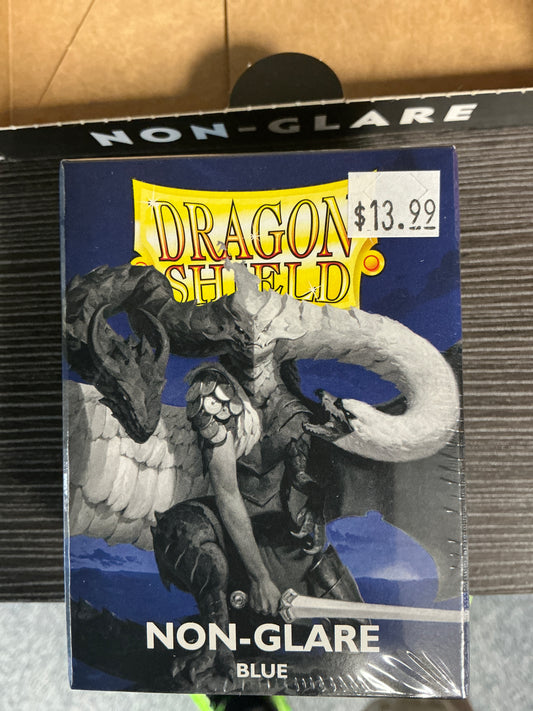 NON-GLARE
DRAGON
SHIELD
$13.99
NON-GLARE
BLUE